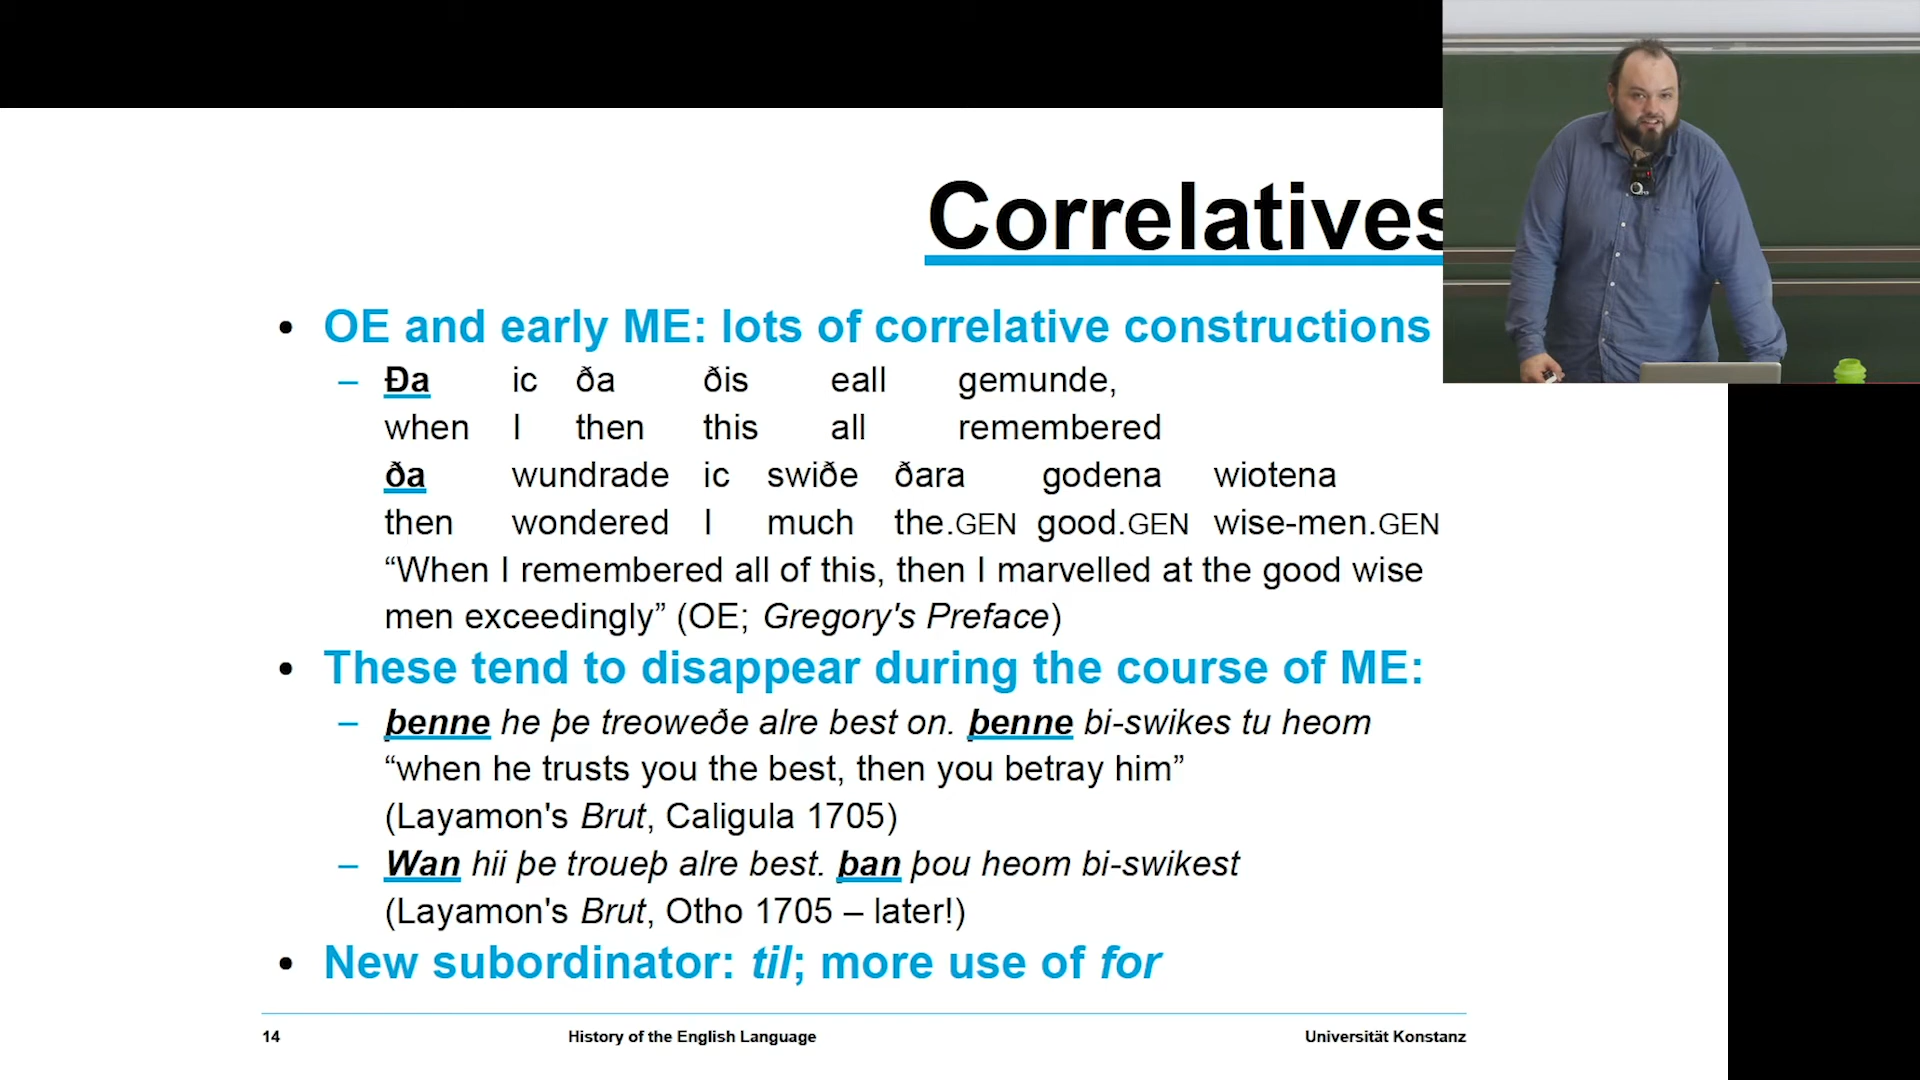 Correlatives
• OE and early ME: lots of correlative constructions
– Ða ic ða ðis eall gemunde,
when I then this all remembered
ða wundrade ic swiðe ðara godena wiotena
then wondered I much the.GEN good.GEN wise-men.GEN
“When I remembered all of this, then I marvelled at the good wise
men exceedingly” (OE; Gregory's Preface)
• These tend to disappear during the course of ME:
– þenne he þe treoweðe alre best on. þenne bi-swikes tu heom
“when he trusts you the best, then you betray him”
(Layamon's Brut, Caligula 1705)
– Wan hii þe troueþ alre best. þan þou heom bi-swikest
(Layamon's Brut, Otho 1705 – later!)
• New subordinator: til; more use of for
14 History of the English Language Universität Konstanz